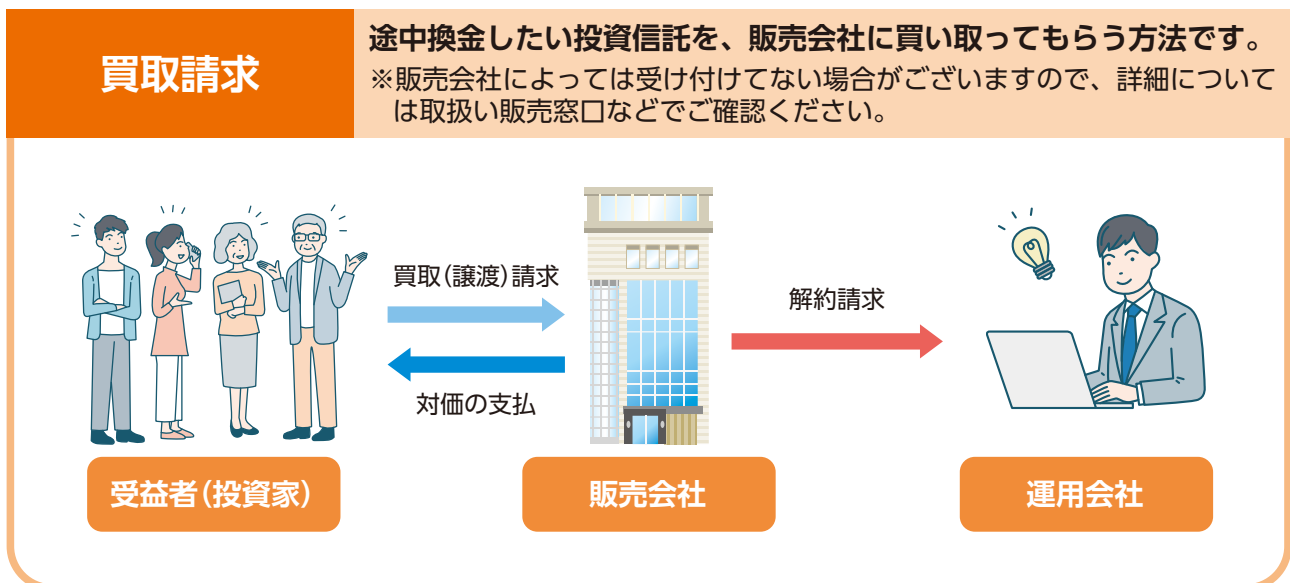 買取請求
途中換金したい投資信託を、販売会社に買い取ってもらう方法です。
※販売会社によっては受け付けてない場合がございますので、詳細について
は取扱い販売窓口などでご確認ください。
買取(譲渡)請求
解約請求
対価の支払
受益者(投資家)
販売会社
運用会社